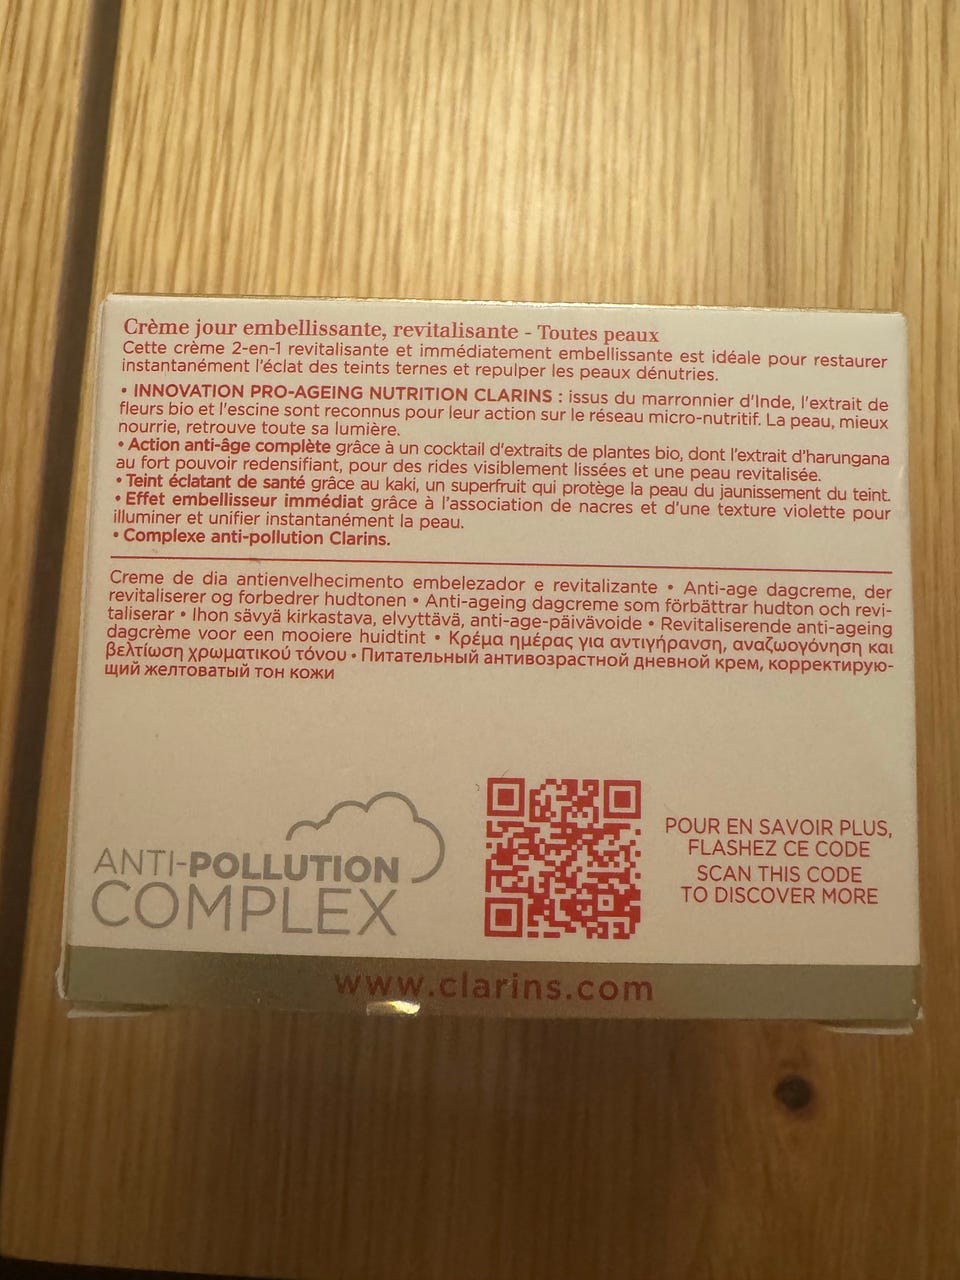 Crème jour embellissante, revitalisante - Toutes peaux
Cette crème 2-en-1 revitalisante et immédiatement embellissante est idéale pour restaurer
instantanément l'éclat des teints ternes et repulper les peaux dénutries.
• INNOVATION PRO-AGEING NUTRITION CLARINS : issus du marronnier d'Inde, l'extrait de
fleurs bio et l'escine sont reconnus pour leur action sur le réseau micro-nutritif. La peau, mieux
nourrie, retrouve toute sa lumière.
• Action anti-âge complète grâce à un cocktail d'extraits de plantes bio, dont l'extrait d'harungana
au fort pouvoir redensifiant, pour des rides visiblement lissées et une peau revitalisée.
• Teint éclatant de santé grâce au kaki, un superfruit qui protège la peau du jaunissement du teint.
• Effet embellisseur immédiat grâce à l'association de nacres et d'une texture violette pour
illuminer et unifier instantanément la peau.
• Complexe anti-pollution Clarins.
Creme de dia antienvelhecimento embelezador e revitalizante • Anti-age dagcreme, der
revitaliserer og forbedrer hudtonen • Anti-ageing dagcreme som förbättrar hudton och revi-
taliserar • Ihon sävyä kirkastava, elvyttävä, anti-age-päivävoide • Revitaliserende anti-ageing
dagcrème voor een mooiere huidtint • Κρέμα ημέρας για αντιγήρανση, αναζωογόνηση και
βελτίωση χρωματικού τόνου • Питательный антивозрастной дневной крем, корректирую-
щий желтоватый тон кожи
ANTI-POLLUTION
COMPLEX
POUR EN SAVOIR PLUS,
FLASHEZ CE CODE
SCAN THIS CODE
TO DISCOVER MORE
www.clarins.com